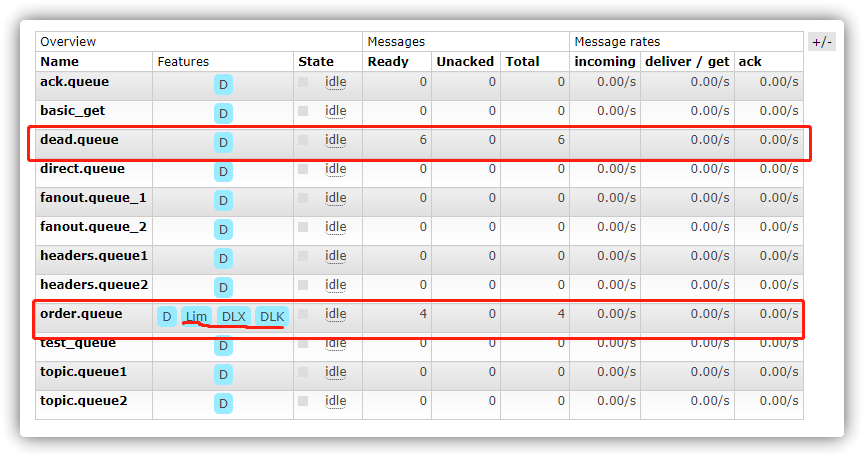 Overview Messages Message rates +/-
Name Features State Ready Unacked Total incoming deliver / get ack
ack.queue D idle 0 0 0 0.00/s 0.00/s 0.00/s
basic_get D idle 0 0 0 0.00/s 0.00/s 0.00/s
dead.queue D idle 6 0 6 0.00/s 0.00/s
direct.queue D idle 0 0 0 0.00/s 0.00/s 0.00/s
fanout.queue_1 D idle 0 0 0 0.00/s 0.00/s 0.00/s
fanout.queue_2 D idle 0 0 0 0.00/s 0.00/s 0.00/s
headers.queue1 D idle 0 0 0 0.00/s 0.00/s 0.00/s
headers.queue2 D idle 0 0 0 0.00/s 0.00/s 0.00/s
order.queue D Lim DLX DLK idle 4 0 4 0.00/s 0.00/s 0.00/s
test_queue D idle 0 0 0 0.00/s 0.00/s 0.00/s
topic.queue1 D idle 0 0 0 0.00/s 0.00/s 0.00/s
topic.queue2 D idle 0 0 0 0.00/s 0.00/s 0.00/s